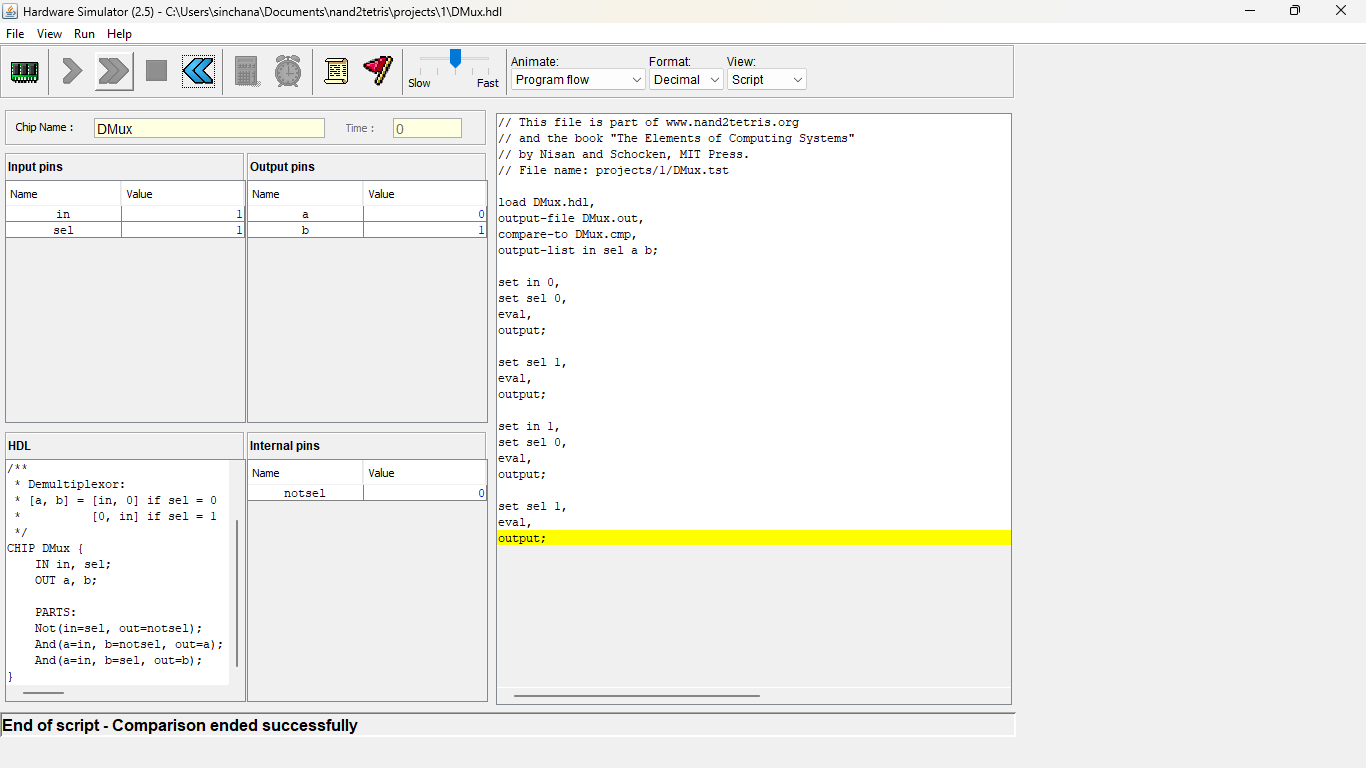 Hardware Simulator (2.5) - C:\Users\sinchana\Documents\nand2tetris\projects\1\DMux.hdl
File View Run Help
Slow Fast
Animate: Format: View:
Program flow Decimal Script
Chip Name : DMux Time : 0
Input pins
Name Value
in 1
sel 1
Output pins
Name Value
a 0
b 1
HDL
/**
* Demultiplexor:
* [a, b] = [in, 0] if sel = 0
* [0, in] if sel = 1
*/
CHIP DMux {
IN in, sel;
OUT a, b;
PARTS:
Not(in=sel, out=notsel);
And(a=in, b=notsel, out=a);
And(a=in, b=sel, out=b);
}
Internal pins
Name Value
notsel 0
// This file is part of www.nand2tetris.org
// and the book "The Elements of Computing Systems"
// by Nisan and Schocken, MIT Press.
// File name: projects/1/DMux.tst
load DMux.hdl,
output-file DMux.out,
compare-to DMux.cmp,
output-list in sel a b;
set in 0,
set sel 0,
eval,
output;
set sel 1,
eval,
output;
set in 1,
set sel 0,
eval,
output;
set sel 1,
eval,
output;
End of script - Comparison ended successfully